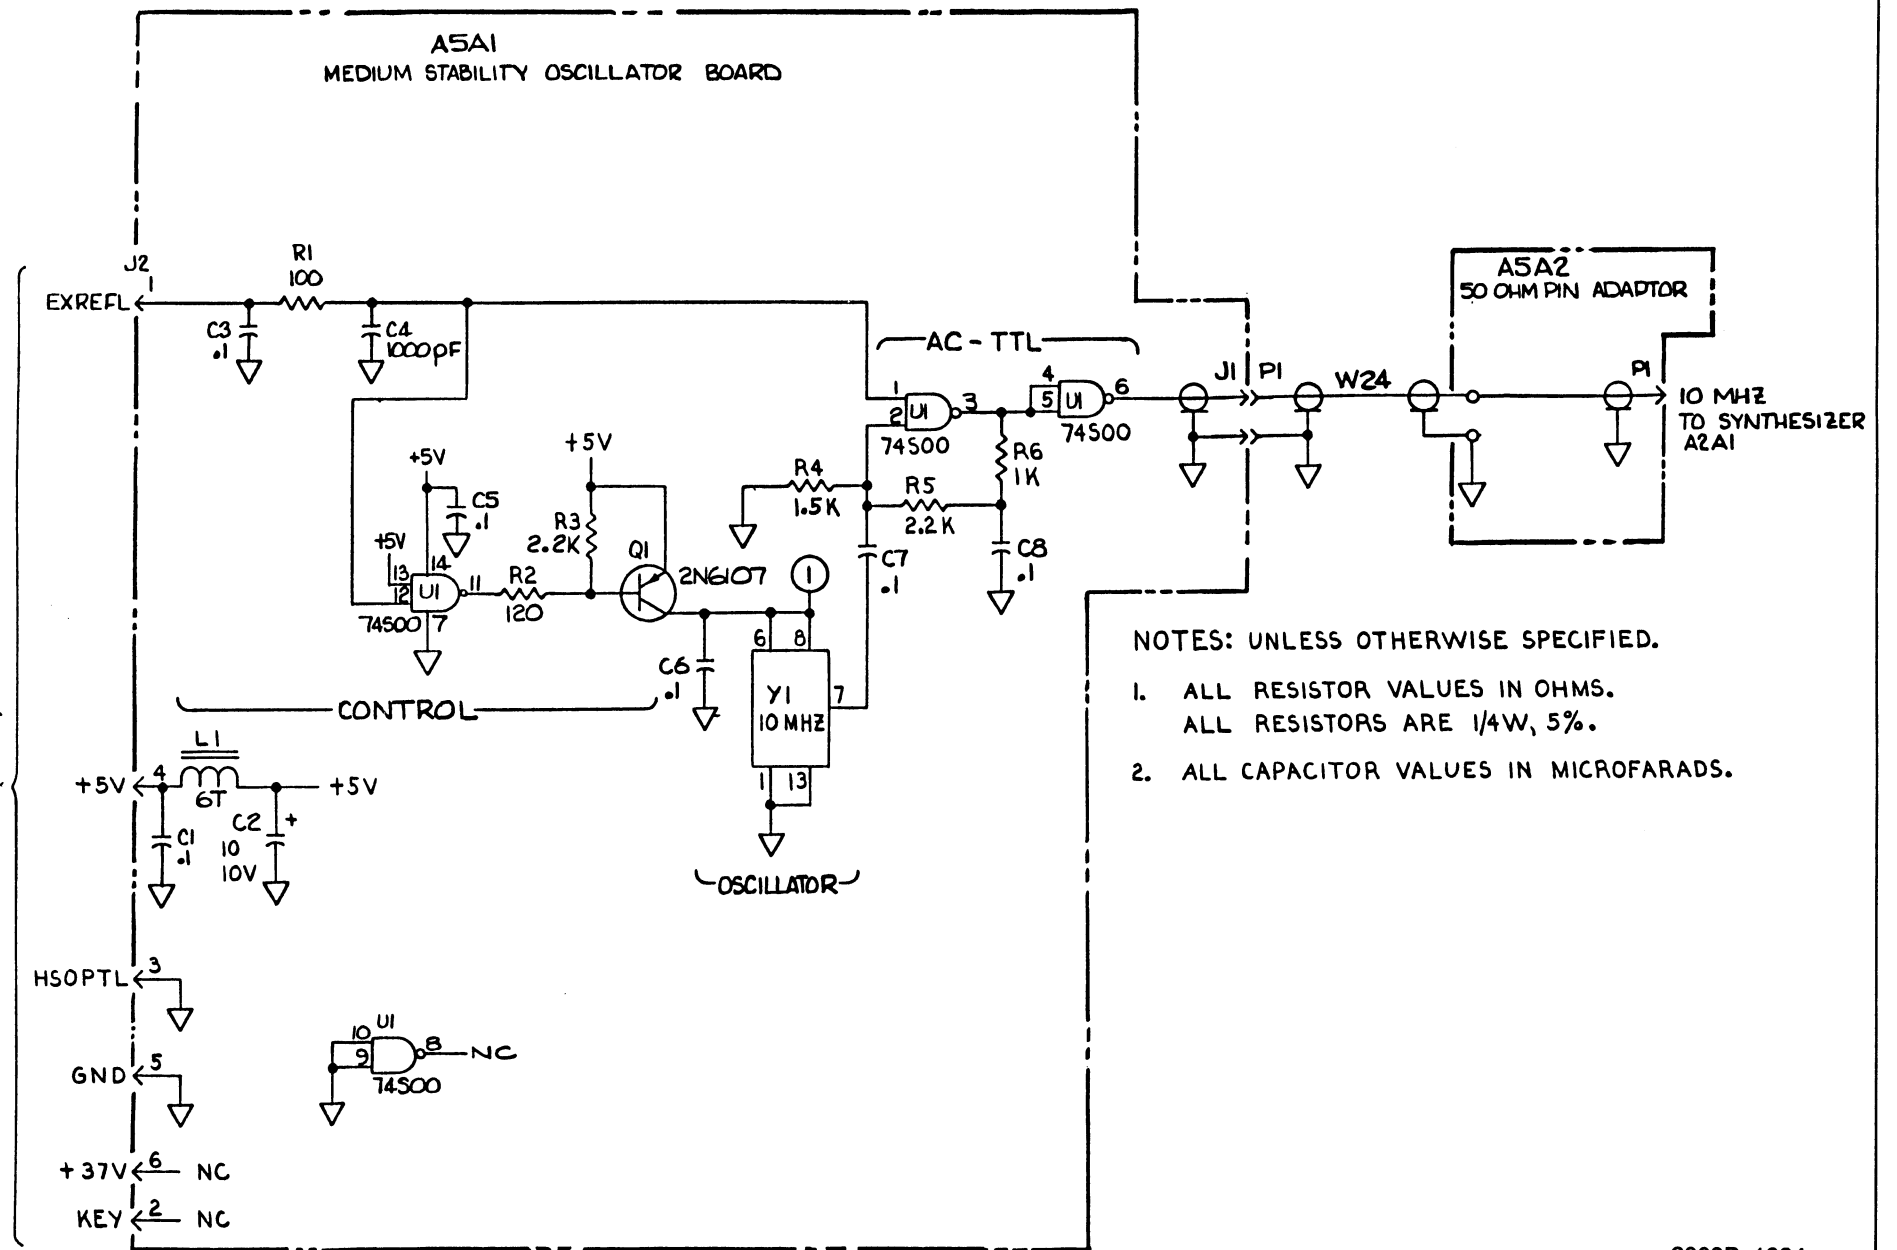 A5A1
MEDIUM STABILITY OSCILLATOR BOARD
J2
1
EXREFL
R1
100
C3
.1
C4
1000pF
AC-TTL
1
2
U1
3
74S00
4
5
U1
6
74S00
J1
P1
W24
A5A2
50 OHM PIN ADAPTOR
P1
10 MHZ
TO SYNTHESIZER
A2A1
+5V
C5
.1
+5V
13
12
14
U1
11
74S00
7
R2
120
+5V
R3
2.2K
Q1
2N6107
1
R4
1.5K
R5
2.2K
R6
1K
C7
.1
C8
.1
C6
.1
6
8
Y1
10 MHZ
7
1
13
CONTROL
OSCILLATOR
NOTES: UNLESS OTHERWISE SPECIFIED.
1. ALL RESISTOR VALUES IN OHMS.
ALL RESISTORS ARE 1/4W, 5%.
2. ALL CAPACITOR VALUES IN MICROFARADS.
+5V
4
L1
6T
+5V
C1
.1
C2
+
10
10V
HSOPTL
3
GND
5
10
9
U1
8
NC
74S00
+37V
6
NC
KEY
2
NC